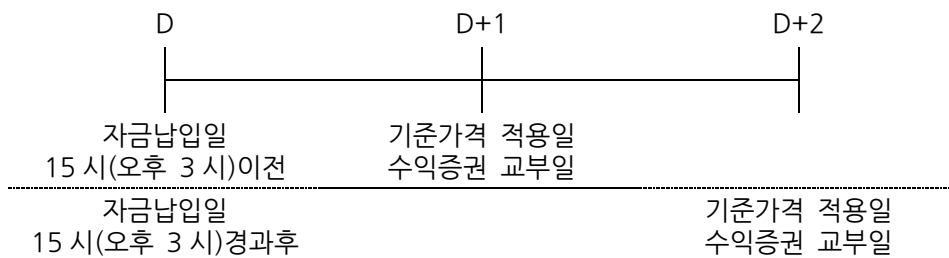 D D+1 D+2
자금납입일 기준가격 적용일
15 시(오후 3 시)이전 수익증권 교부일
자금납입일 기준가격 적용일
15 시(오후 3 시)경과후 수익증권 교부일